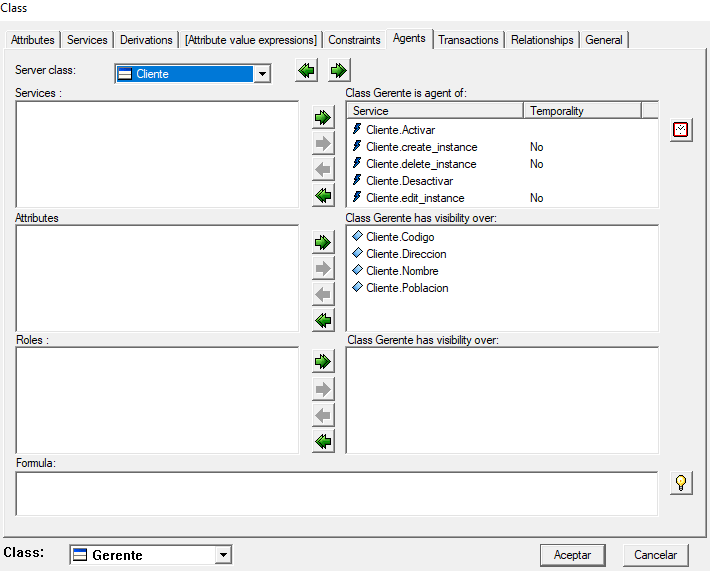 Class
Attributes Services Derivations [Attribute value expressions] Constraints Agents Transactions Relationships General
Server class: Cliente
Services : Class Gerente is agent of:
Service Temporality
Cliente.Activar
Cliente.create_instance No
Cliente.delete_instance No
Cliente.Desactivar
Cliente.edit_instance No
Attributes Class Gerente has visibility over:
Cliente.Codigo
Cliente.Direccion
Cliente.Nombre
Cliente.Poblacion
Roles : Class Gerente has visibility over:
Formula:
Class: Gerente Aceptar Cancelar